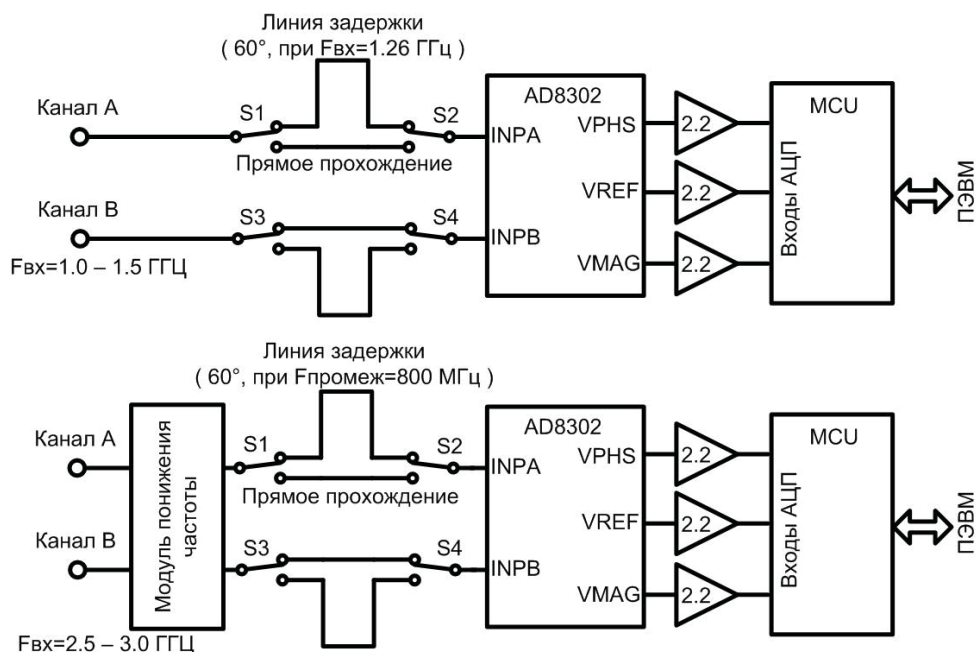 Линия задержки
( 60°, при Fвх=1.26 ГГц )
Канал А
S1
S2
Прямое прохождение
Канал В
S3
S4
Fвх=1.0 – 1.5 ГГЦ
AD8302
INPA
INPB
VPHS
VREF
VMAG
2.2
2.2
2.2
MCU
Входы АЦП
ПЭВМ
Линия задержки
( 60°, при Fпромеж=800 МГц )
Канал А
Канал В
Модуль понижения
частоты
S1
S2
Прямое прохождение
S3
S4
Fвх=2.5 – 3.0 ГГЦ
AD8302
INPA
INPB
VPHS
VREF
VMAG
2.2
2.2
2.2
MCU
Входы АЦП
ПЭВМ